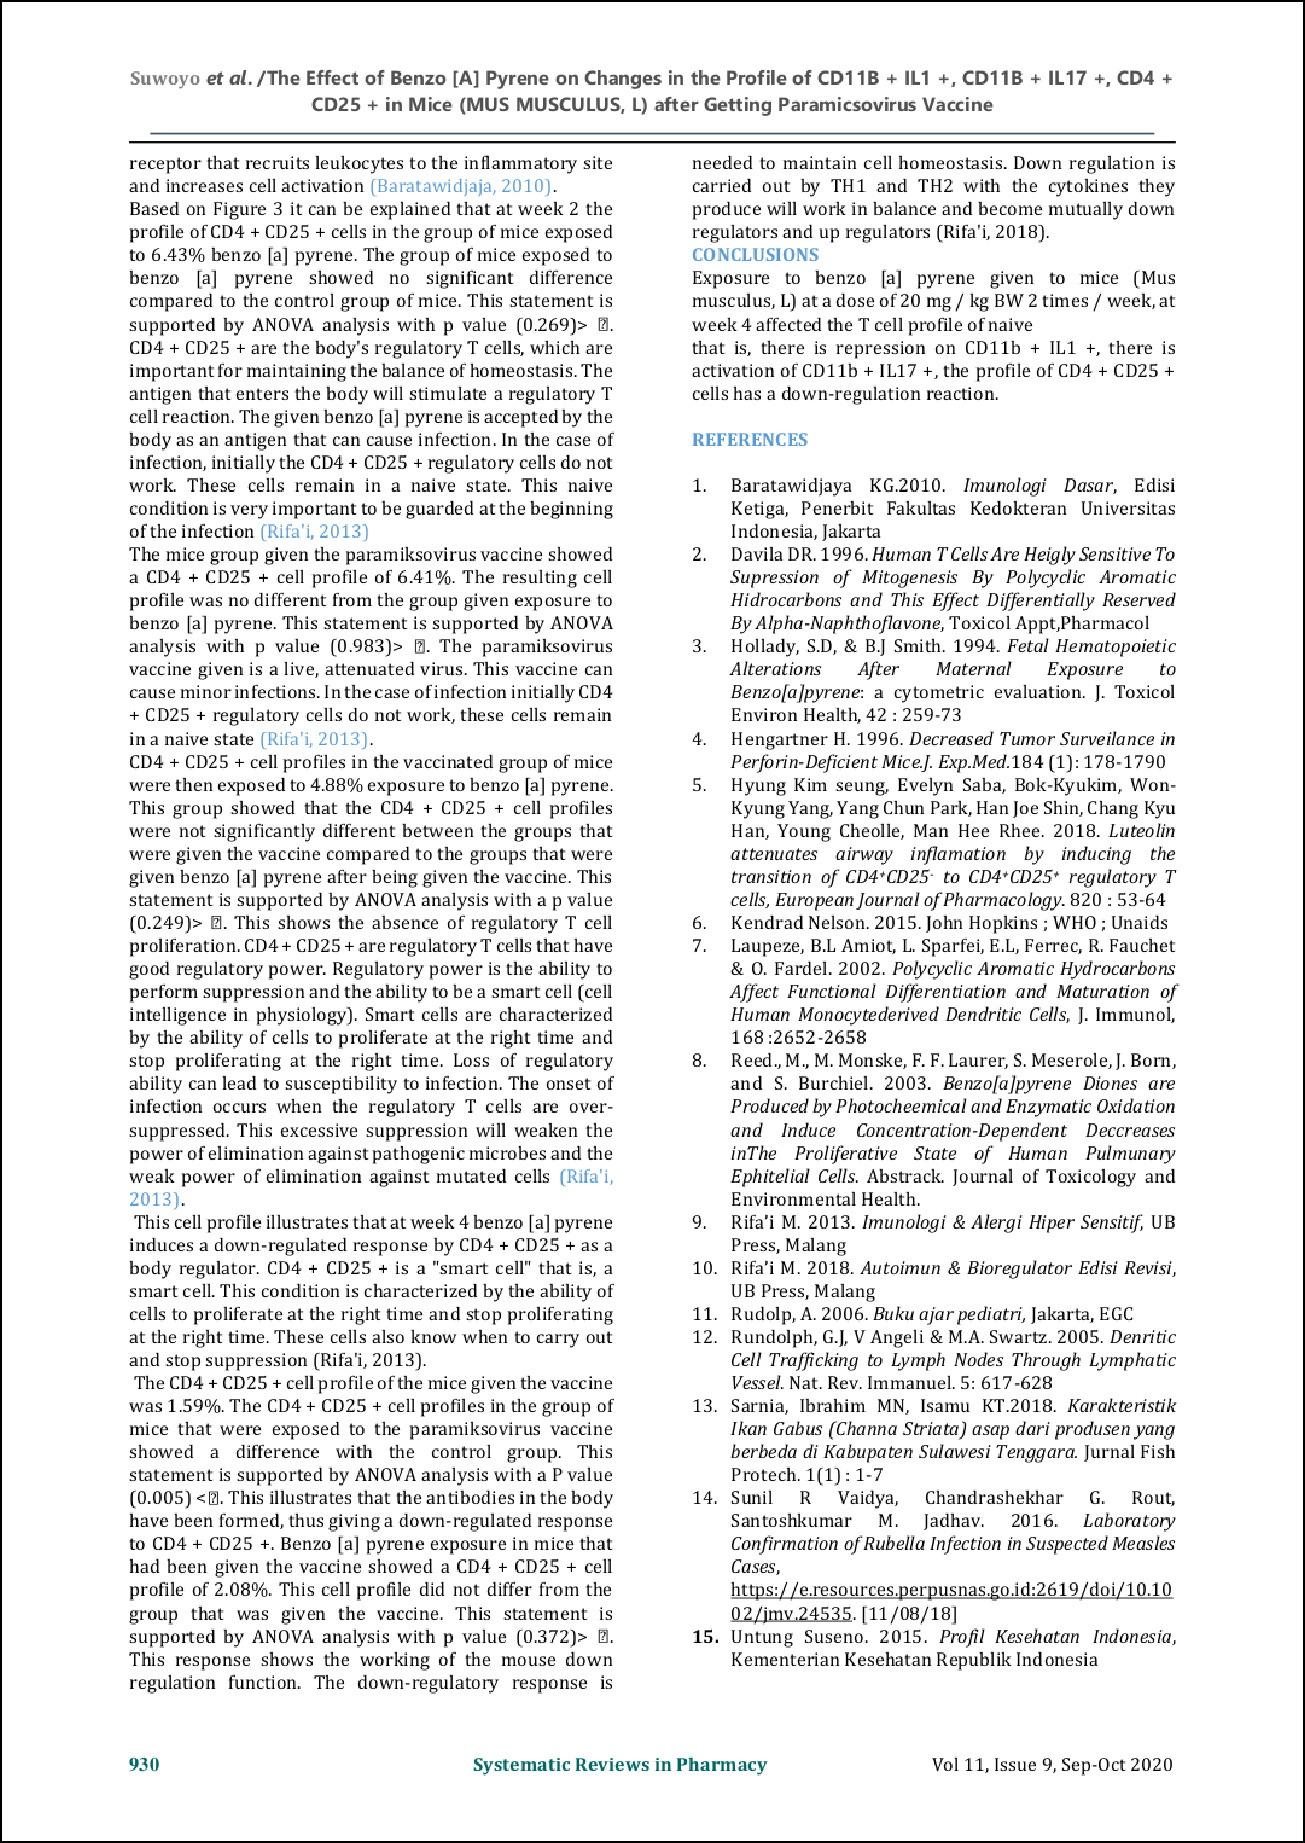 Suwoyo et al. /The Effect of Benzo [A] Pyrene on Changes in the Profile of CD11B + IL1 +, CD11B + IL17 +, CD4 +
CD25 + in Mice (MUS MUSCULUS, L) after Getting Paramicsovirus Vaccine
receptor that recruits leukocytes to the inflammatory site
and increases cell activation (Baratawidjaja, 2010).
Based on Figure 3 it can be explained that at week 2 the
profile of CD4 + CD25 + cells in the group of mice exposed
to 6.43% benzo [a] pyrene. The group of mice exposed to
benzo [a] pyrene showed no significant difference
compared to the control group of mice. This statement is
supported by ANOVA analysis with p value (0.269)> .
CD4 + CD25 + are the body's regulatory T cells, which are
important for maintaining the balance of homeostasis. The
antigen that enters the body will stimulate a regulatory T
cell reaction. The given benzo [a] pyrene is accepted by the
body as an antigen that can cause infection. In the case of
infection, initially the CD4 + CD25 + regulatory cells do not
work. These cells remain in a naive state. This naive
condition is very important to be guarded at the beginning
of the infection (Rifa'i, 2013)
The mice group given the paramiksovirus vaccine showed
a CD4 + CD25 + cell profile of 6.41%. The resulting cell
profile was no different from the group given exposure to
benzo [a] pyrene. This statement is supported by ANOVA
analysis with p value (0.983)> . The paramiksovirus
vaccine given is a live, attenuated virus. This vaccine can
cause minor infections. In the case of infection initially CD4
+ CD25 + regulatory cells do not work, these cells remain
in a naive state (Rifa'i, 2013).
CD4 + CD25 + cell profiles in the vaccinated group of mice
were then exposed to 4.88% exposure to benzo [a] pyrene.
This group showed that the CD4 + CD25 + cell profiles
were not significantly different between the groups that
were given the vaccine compared to the groups that were
given benzo [a] pyrene after being given the vaccine. This
statement is supported by ANOVA analysis with a p value
(0.249)> . This shows the absence of regulatory T cell
proliferation. CD4 + CD25 + are regulatory T cells that have
good regulatory power. Regulatory power is the ability to
perform suppression and the ability to be a smart cell (cell
intelligence in physiology). Smart cells are characterized
by the ability of cells to proliferate at the right time and
stop proliferating at the right time. Loss of regulatory
ability can lead to susceptibility to infection. The onset of
infection occurs when the regulatory T cells are over-
suppressed. This excessive suppression will weaken the
power of elimination against pathogenic microbes and the
weak power of elimination against mutated cells (Rifa'i,
2013).
This cell profile illustrates that at week 4 benzo [a] pyrene
induces a down-regulated response by CD4 + CD25 + as a
body regulator. CD4 + CD25 + is a "smart cell" that is, a
smart cell. This condition is characterized by the ability of
cells to proliferate at the right time and stop proliferating
at the right time. These cells also know when to carry out
and stop suppression (Rifa'i, 2013).
The CD4 + CD25 + cell profile of the mice given the vaccine
was 1.59%. The CD4 + CD25 + cell profiles in the group of
mice that were exposed to the paramiksovirus vaccine
showed a difference with the control group. This
statement is supported by ANOVA analysis with a P value
(0.005) <. This illustrates that the antibodies in the body
have been formed, thus giving a down-regulated response
to CD4 + CD25 +. Benzo [a] pyrene exposure in mice that
had been given the vaccine showed a CD4 + CD25 + cell
profile of 2.08%. This cell profile did not differ from the
group that was given the vaccine. This statement is
supported by ANOVA analysis with p value (0.372)> .
This response shows the working of the mouse down
regulation function. The down-regulatory response is
needed to maintain cell homeostasis. Down regulation is
carried out by TH1 and TH2 with the cytokines they
produce will work in balance and become mutually down
regulators and up regulators (Rifa'i, 2018).
CONCLUSIONS
Exposure to benzo [a] pyrene given to mice (Mus
musculus, L) at a dose of 20 mg / kg BW 2 times / week, at
week 4 affected the T cell profile of naive
that is, there is repression on CD11b + IL1 +, there is
activation of CD11b + IL17 +, the profile of CD4 + CD25 +
cells has a down-regulation reaction.
REFERENCES
1. Baratawidjaya KG.2010. Imunologi Dasar, Edisi
Ketiga, Penerbit Fakultas Kedokteran Universitas
Indonesia, Jakarta
2. Davila DR. 1996. Human T Cells Are Heigly Sensitive To
Supression of Mitogenesis By Polycyclic Aromatic
Hidrocarbons and This Effect Differentially Reserved
By Alpha-Naphthoflavone, Toxicol Appt,Pharmacol
3. Hollady, S.D, & B.J Smith. 1994. Fetal Hematopoietic
Alterations After Maternal Exposure to
Benzo[a]pyrene: a cytometric evaluation. J. Toxicol
Environ Health, 42 : 259-73
4. Hengartner H. 1996. Decreased Tumor Surveilance in
Perforin-Deficient Mice.J. Exp.Med.184 (1): 178-1790
5. Hyung Kim seung, Evelyn Saba, Bok-Kyukim, Won-
Kyung Yang, Yang Chun Park, Han Joe Shin, Chang Kyu
Han, Young Cheolle, Man Hee Rhee. 2018. Luteolin
attenuates airway inflamation by inducing the
transition of CD4⁺CD25⁻ to CD4⁺CD25⁺ regulatory T
cells, European Journal of Pharmacology. 820 : 53-64
6. Kendrad Nelson. 2015. John Hopkins ; WHO ; Unaids
7. Laupeze, B.L Amiot, L. Sparfei, E.L, Ferrec, R. Fauchet
& O. Fardel. 2002. Polycyclic Aromatic Hydrocarbons
Affect Functional Differentiation and Maturation of
Human Monocytederived Dendritic Cells, J. Immunol,
168 :2652-2658
8. Reed., M., M. Monske, F. F. Laurer, S. Meserole, J. Born,
and S. Burchiel. 2003. Benzo[a]pyrene Diones are
Produced by Photocheemical and Enzymatic Oxidation
and Induce Concentration-Dependent Deccreases
inThe Proliferative State of Human Pulmunary
Ephitelial Cells. Abstrack. Journal of Toxicology and
Environmental Health.
9. Rifa'i M. 2013. Imunologi & Alergi Hiper Sensitif, UB
Press, Malang
10. Rifa'i M. 2018. Autoimun & Bioregulator Edisi Revisi,
UB Press, Malang
11. Rudolp, A. 2006. Buku ajar pediatri, Jakarta, EGC
12. Rundolph, G.J, V Angeli & M.A. Swartz. 2005. Denritic
Cell Trafficking to Lymph Nodes Through Lymphatic
Vessel. Nat. Rev. Immanuel. 5: 617-628
13. Sarnia, Ibrahim MN, Isamu KT.2018. Karakteristik
Ikan Gabus (Channa Striata) asap dari produsen yang
berbeda di Kabupaten Sulawesi Tenggara. Jurnal Fish
Protech. 1(1) : 1-7
14. Sunil R Vaidya, Chandrashekhar G. Rout,
Santoshkumar M. Jadhav. 2016. Laboratory
Confirmation of Rubella Infection in Suspected Measles
Cases,
https://e.resources.perpusnas.go.id:2619/doi/10.10
02/jmv.24535. [11/08/18]
15. Untung Suseno. 2015. Profil Kesehatan Indonesia,
Kementerian Kesehatan Republik Indonesia
930 Systematic Reviews in Pharmacy Vol 11, Issue 9, Sep-Oct 2020